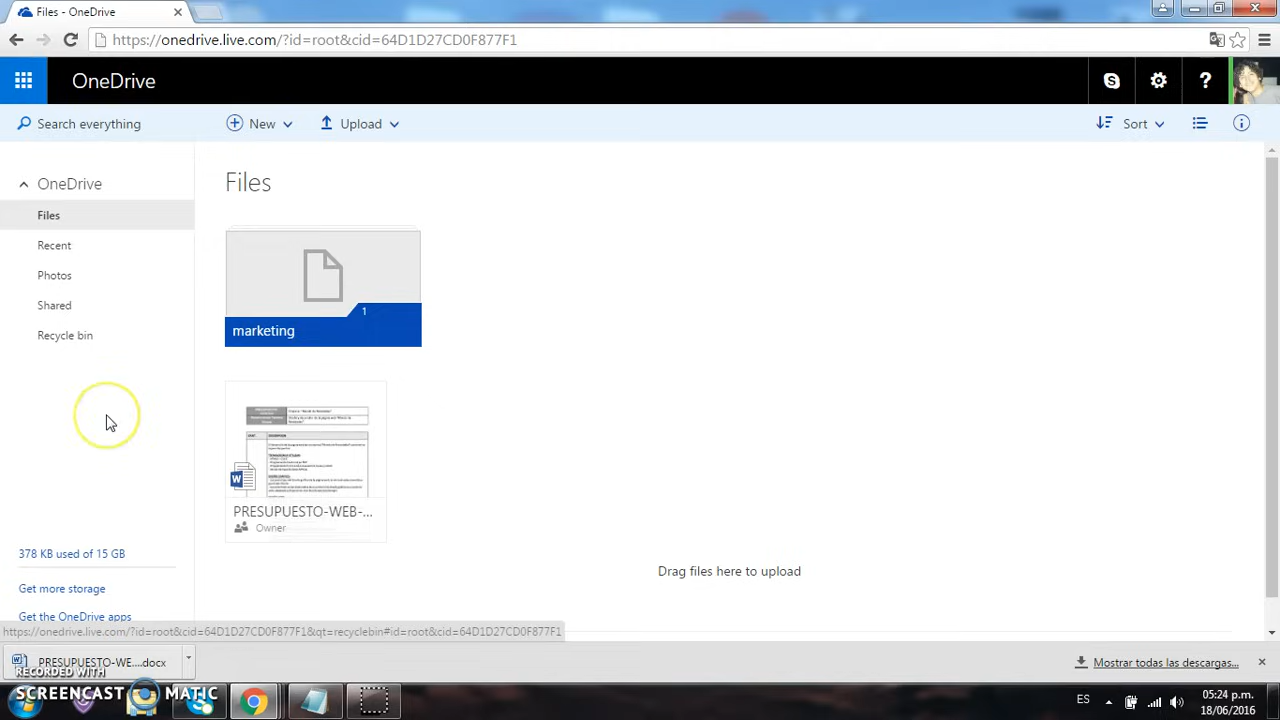 Files - OneDrive
https://onedrive.live.com/?id=root&cid=64D1D27CD0F877F1
OneDrive
Search everything
New
Upload
Sort
OneDrive
Files
Recent
Photos
Shared
Recycle bin
378 KB used of 15 GB
Get more storage
Get the OneDrive apps
Files
1
marketing
PRESUPUESTO-WEB-...
Owner
Drag files here to upload
https://onedrive.live.com/?id=root&cid=64D1D27CD0F877F1&qt=recyclebin#id=root&cid=64D1D27CD0F877F1
PRESUPUESTO-WE....docx
Mostrar todas las descargas...
RECORDED WITH
SCREENCAST MATIC
ES
05:24 p.m.
18/06/2016